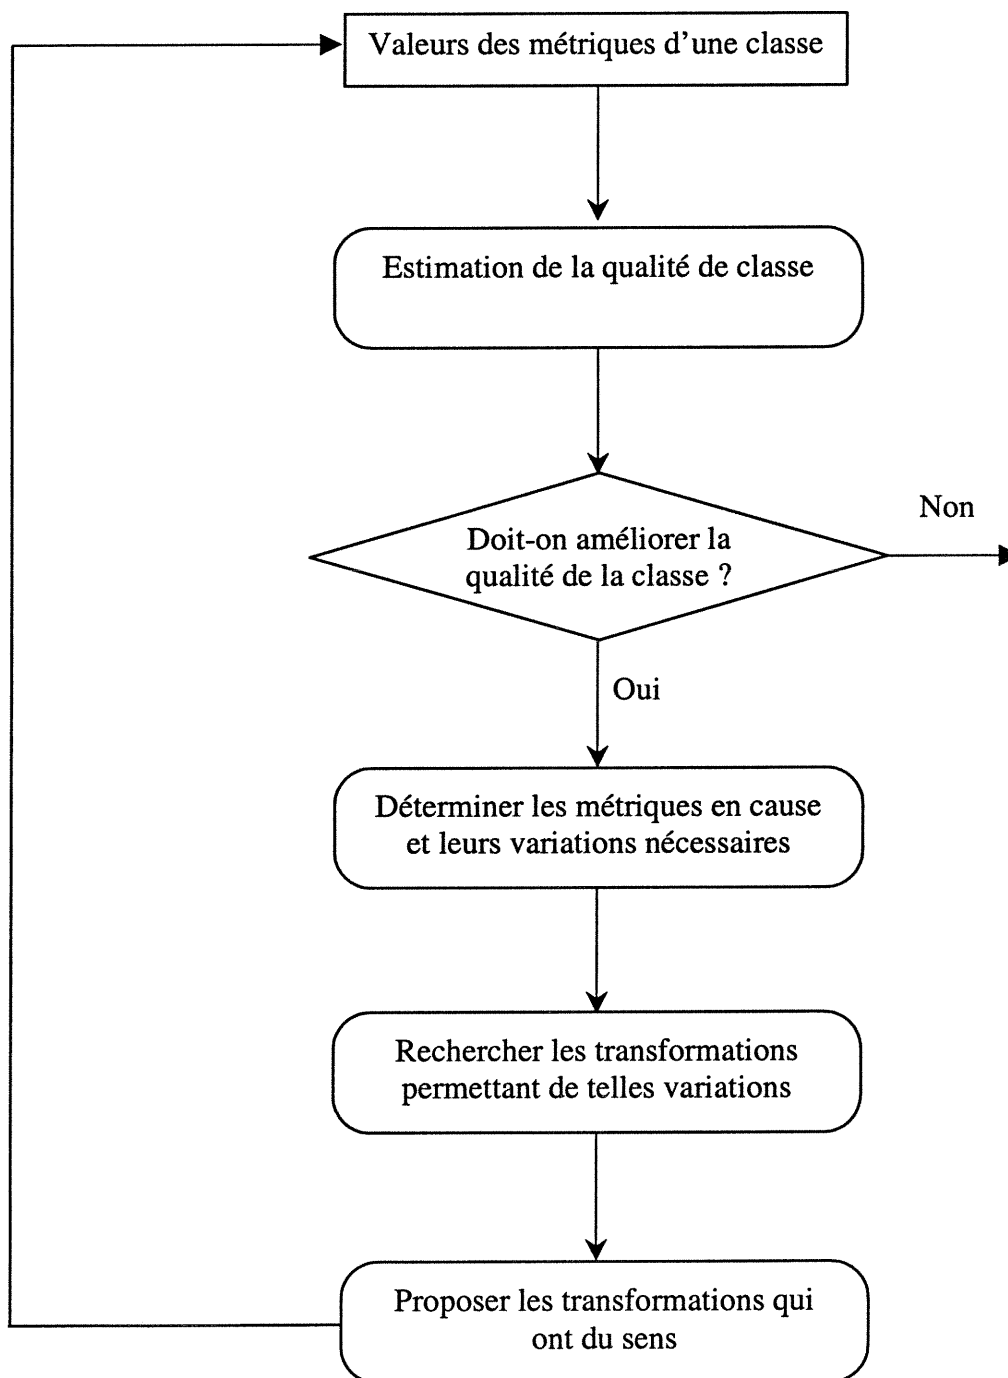 Valeurs des métriques d'une classe
Estimation de la qualité de classe
Doit-on améliorer la
qualité de la classe ?
Non
Oui
Déterminer les métriques en cause
et leurs variations nécessaires
Rechercher les transformations
permettant de telles variations
Proposer les transformations qui
ont du sens